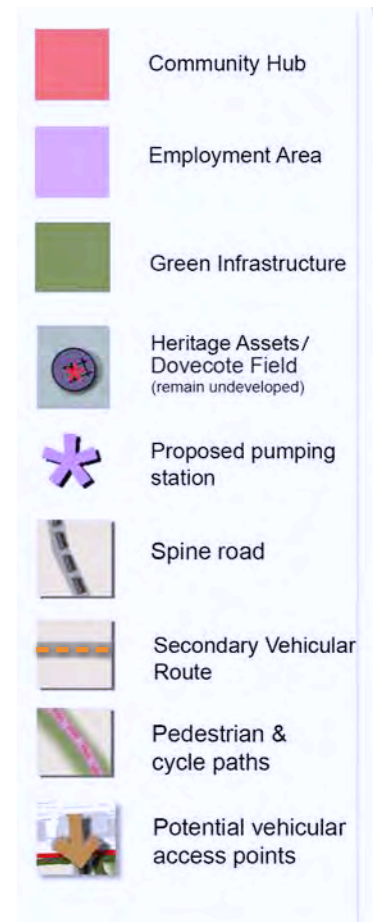 Community Hub
Employment Area
Green Infrastructure
Heritage Assets/
Dovecote Field
(remain undeveloped)
Proposed pumping
station
Spine road
Secondary Vehicular
Route
Pedestrian &
cycle paths
Potential vehicular
access points